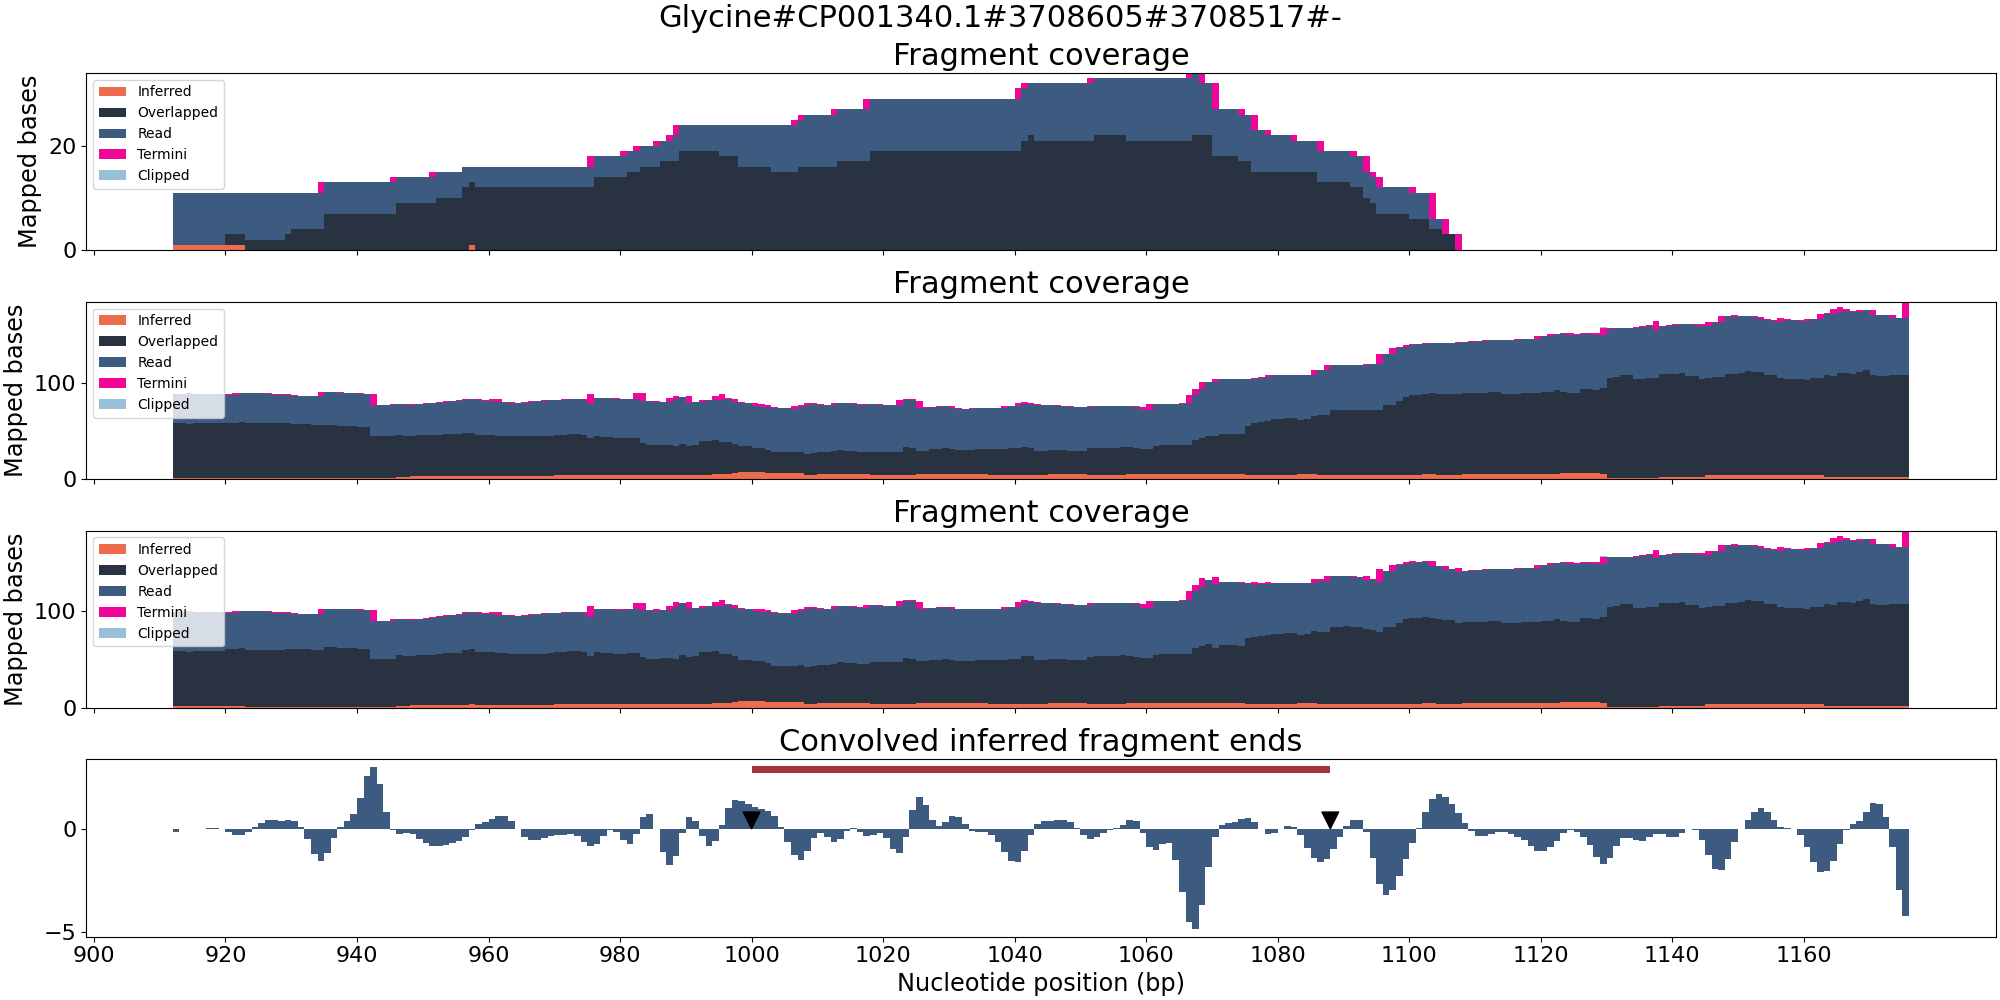 Glycine#CP001340.1#3708605#3708517#-
Fragment coverage
Mapped bases
20
0
Inferred
Overlapped
Read
Termini
Clipped
Fragment coverage
Mapped bases
100
0
Inferred
Overlapped
Read
Termini
Clipped
Fragment coverage
Mapped bases
100
0
Inferred
Overlapped
Read
Termini
Clipped
Convolved inferred fragment ends
0
−5
900 920 940 960 980 1000 1020 1040 1060 1080 1100 1120 1140 1160
Nucleotide position (bp)